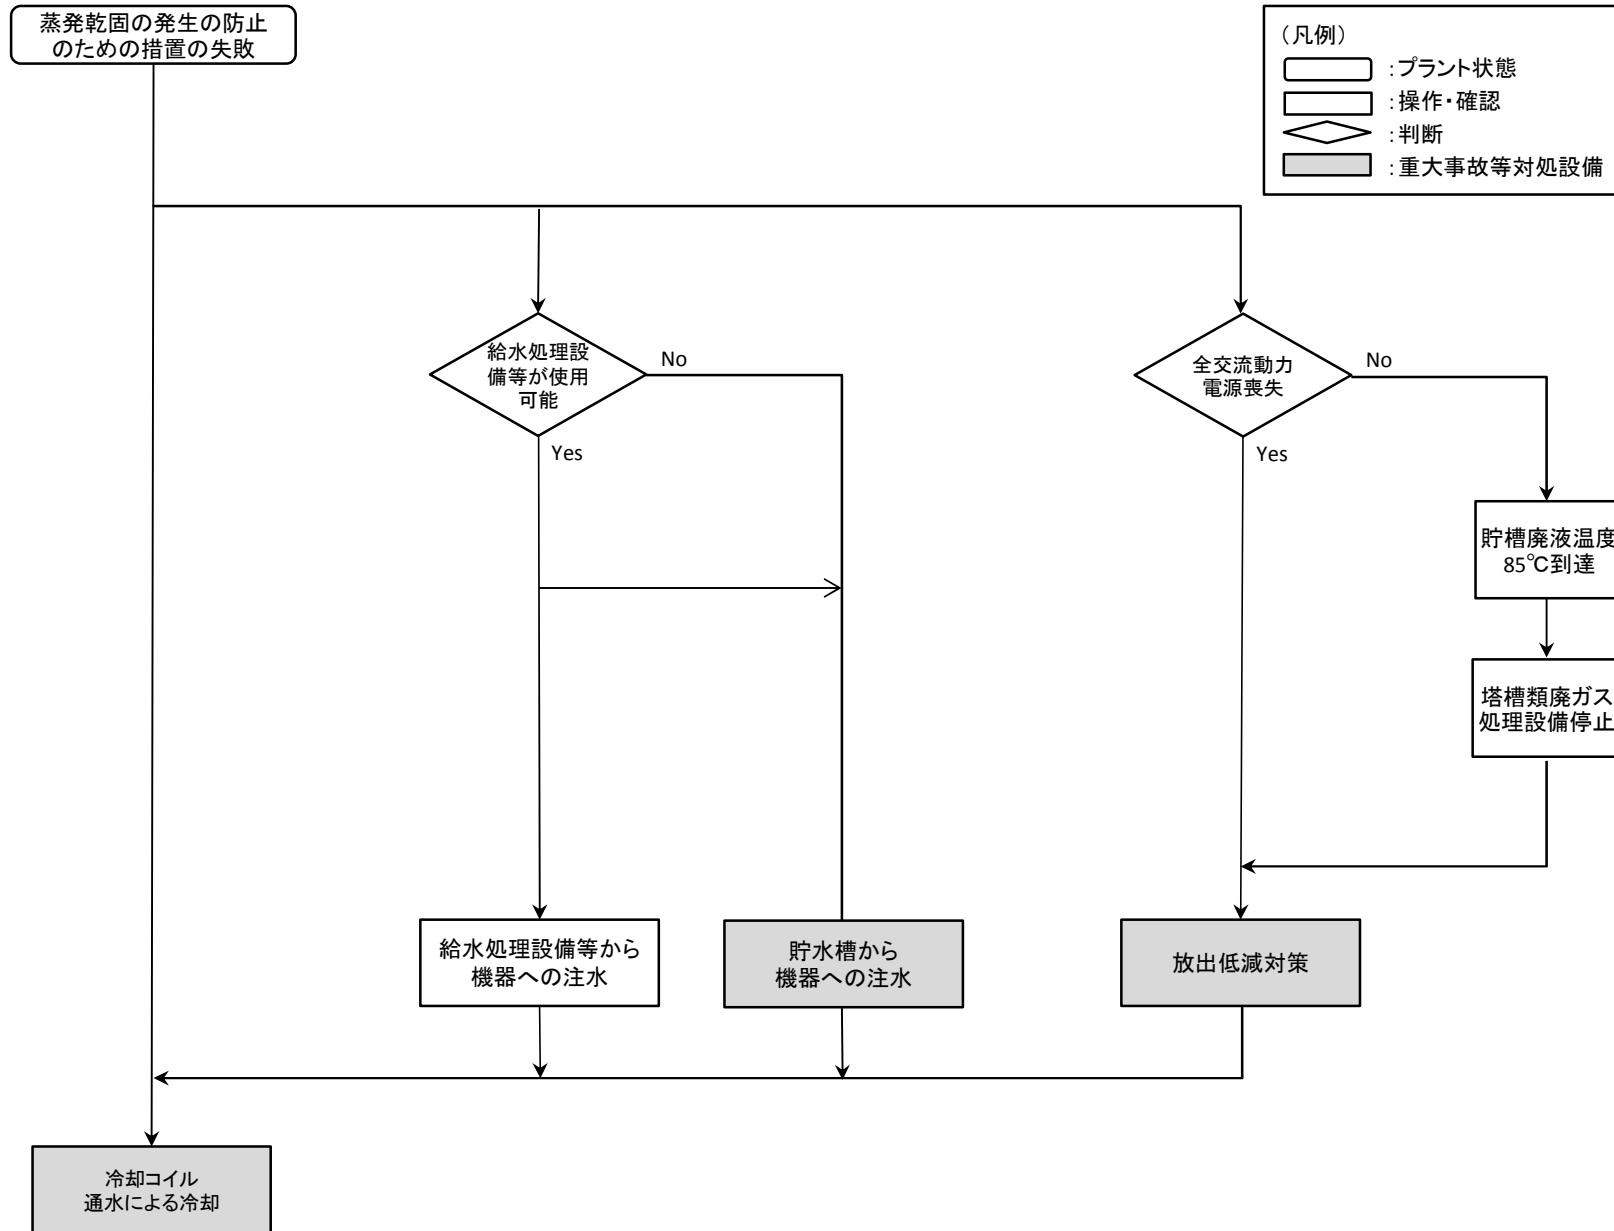 蒸発乾固の発生の防止
のための措置の失敗
（凡例）
：プラント状態
：操作・確認
：判断
：重大事故等対処設備
給水処理設
備等が使用
可能
No
Yes
全交流動力
電源喪失
No
Yes
貯槽廃液温度
85℃到達
塔槽類廃ガス
処理設備停止
給水処理設備等から
機器への注水
貯水槽から
機器への注水
放出低減対策
冷却コイル
通水による冷却